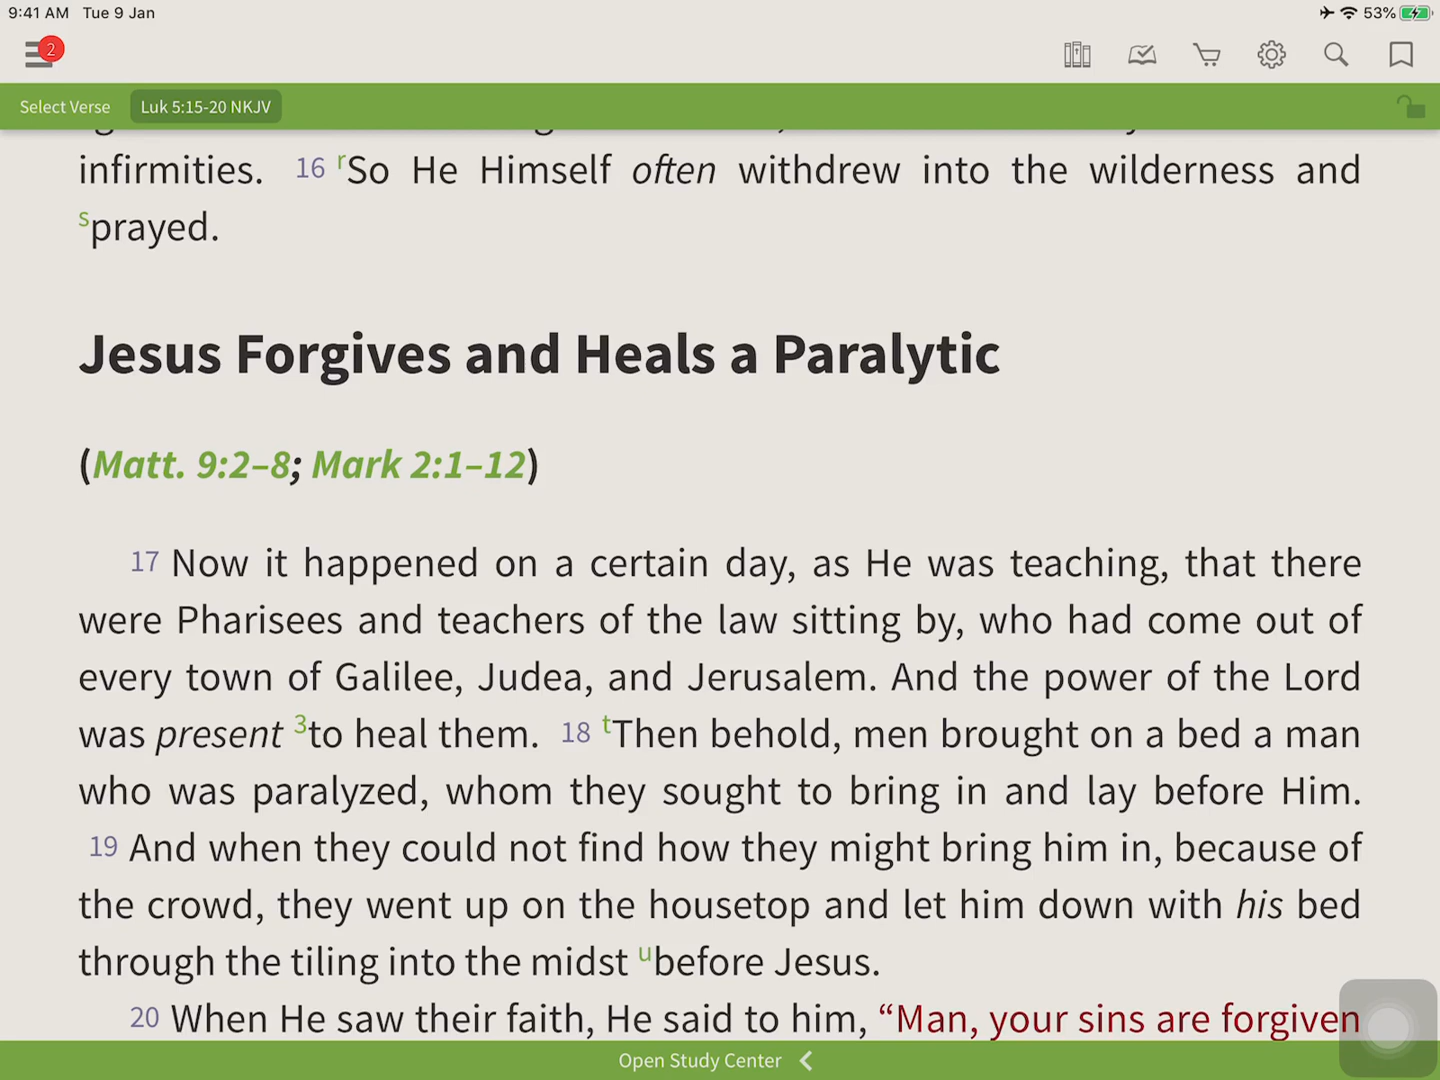 9:41 AM Tue 9 Jan
53%
2
Select Verse Luk 5:15-20 NKJV
infirmities. 16 rSo He Himself often withdrew into the wilderness and
sprayed.
Jesus Forgives and Heals a Paralytic
(Matt. 9:2–8; Mark 2:1–12)
17 Now it happened on a certain day, as He was teaching, that there
were Pharisees and teachers of the law sitting by, who had come out of
every town of Galilee, Judea, and Jerusalem. And the power of the Lord
was present 3to heal them. 18 tThen behold, men brought on a bed a man
who was paralyzed, whom they sought to bring in and lay before Him.
19 And when they could not find how they might bring him in, because of
the crowd, they went up on the housetop and let him down with his bed
through the tiling into the midst ubefore Jesus.
20 When He saw their faith, He said to him, “Man, your sins are forgiven
Open Study Center